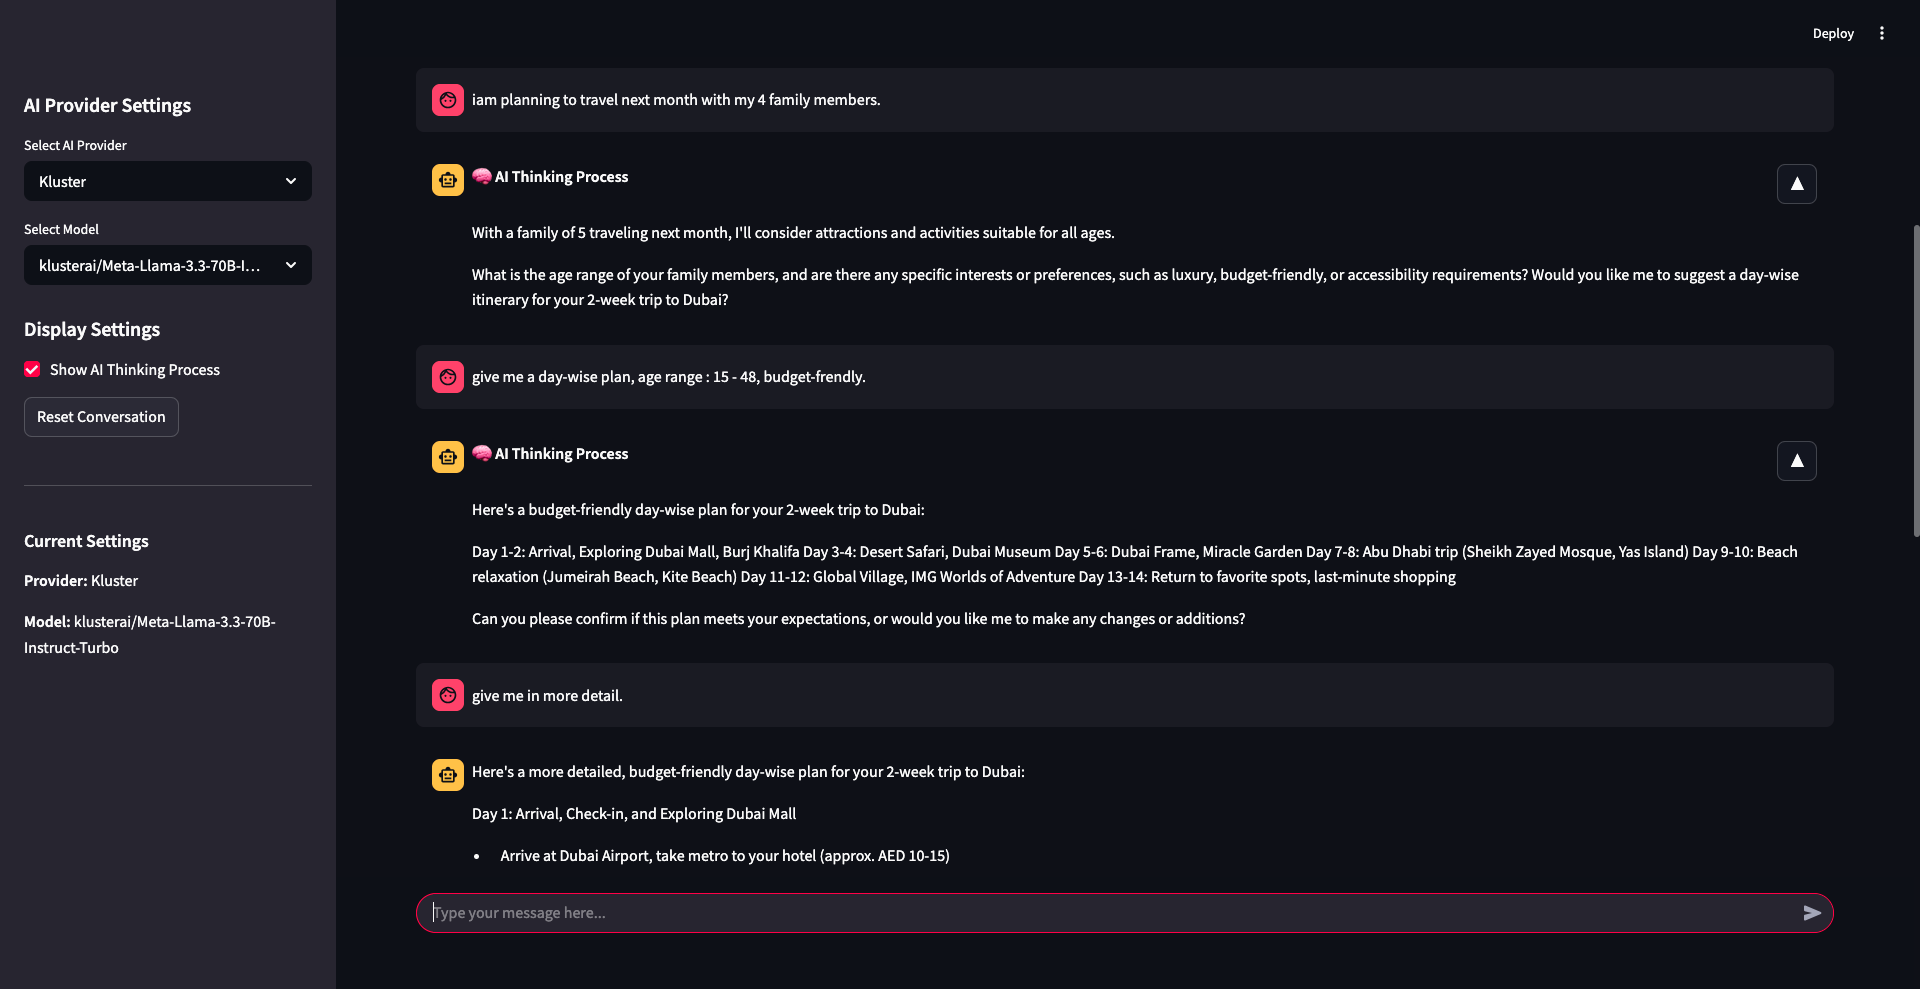 AI Provider Settings
Select AI Provider
Kluster
Select Model
klusterai/Meta-Llama-3.3-70B-I...
Display Settings
Show AI Thinking Process
Reset Conversation
Current Settings
Provider: Kluster
Model: klusterai/Meta-Llama-3.3-70B-
Instruct-Turbo
Deploy
iam planning to travel next month with my 4 family members.
🧠 AI Thinking Process
With a family of 5 traveling next month, I'll consider attractions and activities suitable for all ages.
What is the age range of your family members, and are there any specific interests or preferences, such as luxury, budget-friendly, or accessibility requirements? Would you like me to suggest a day-wise
itinerary for your 2-week trip to Dubai?
give me a day-wise plan, age range : 15 - 48, budget-frendly.
🧠 AI Thinking Process
Here's a budget-friendly day-wise plan for your 2-week trip to Dubai:
Day 1-2: Arrival, Exploring Dubai Mall, Burj Khalifa Day 3-4: Desert Safari, Dubai Museum Day 5-6: Dubai Frame, Miracle Garden Day 7-8: Abu Dhabi trip (Sheikh Zayed Mosque, Yas Island) Day 9-10: Beach
relaxation (Jumeirah Beach, Kite Beach) Day 11-12: Global Village, IMG Worlds of Adventure Day 13-14: Return to favorite spots, last-minute shopping
Can you please confirm if this plan meets your expectations, or would you like me to make any changes or additions?
give me in more detail.
Here's a more detailed, budget-friendly day-wise plan for your 2-week trip to Dubai:
Day 1: Arrival, Check-in, and Exploring Dubai Mall
• Arrive at Dubai Airport, take metro to your hotel (approx. AED 10-15)
Type your message here...